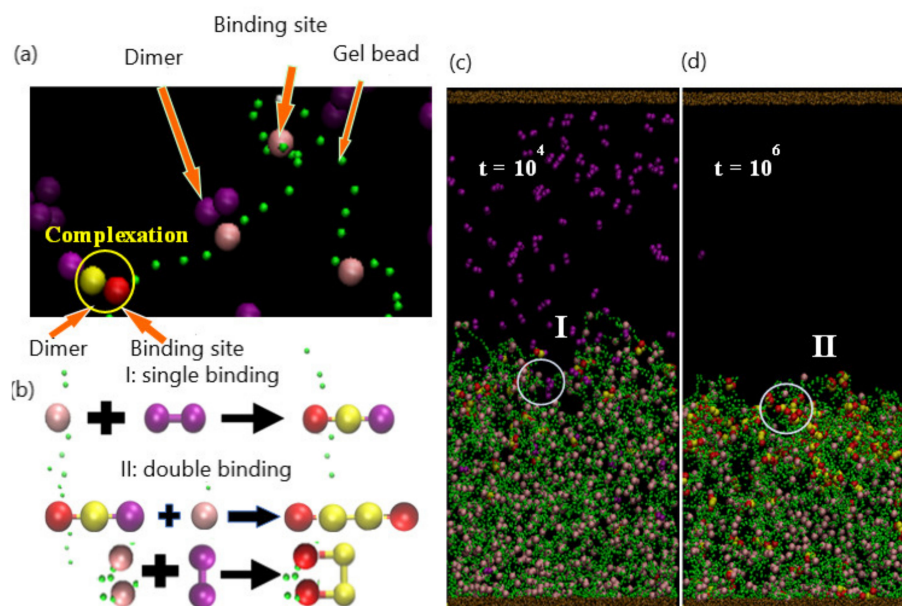 (a)
Binding site
Dimer
Gel bead
Complexation
Dimer
Binding site
(b)
I: single binding
II: double binding
(c)
t = 10^4
I
(d)
t = 10^6
II